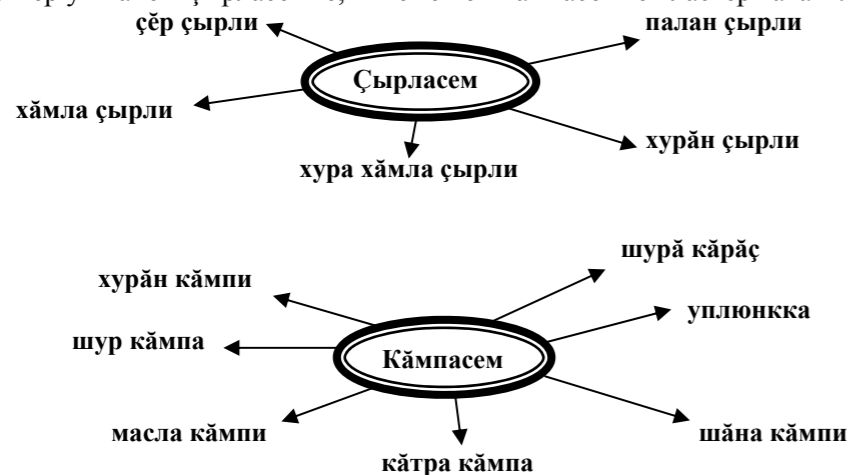 çĕр çырли
палан çырли
Çырласем
хăмла çырли
хурăн çырли
хура хăмла çырли
шурă кăрăç
хурăн кăмпи
уплюнкка
шур кăмпа
Кăмпасем
масла кăмпи
шăна кăмпи
кăтра кăмпа